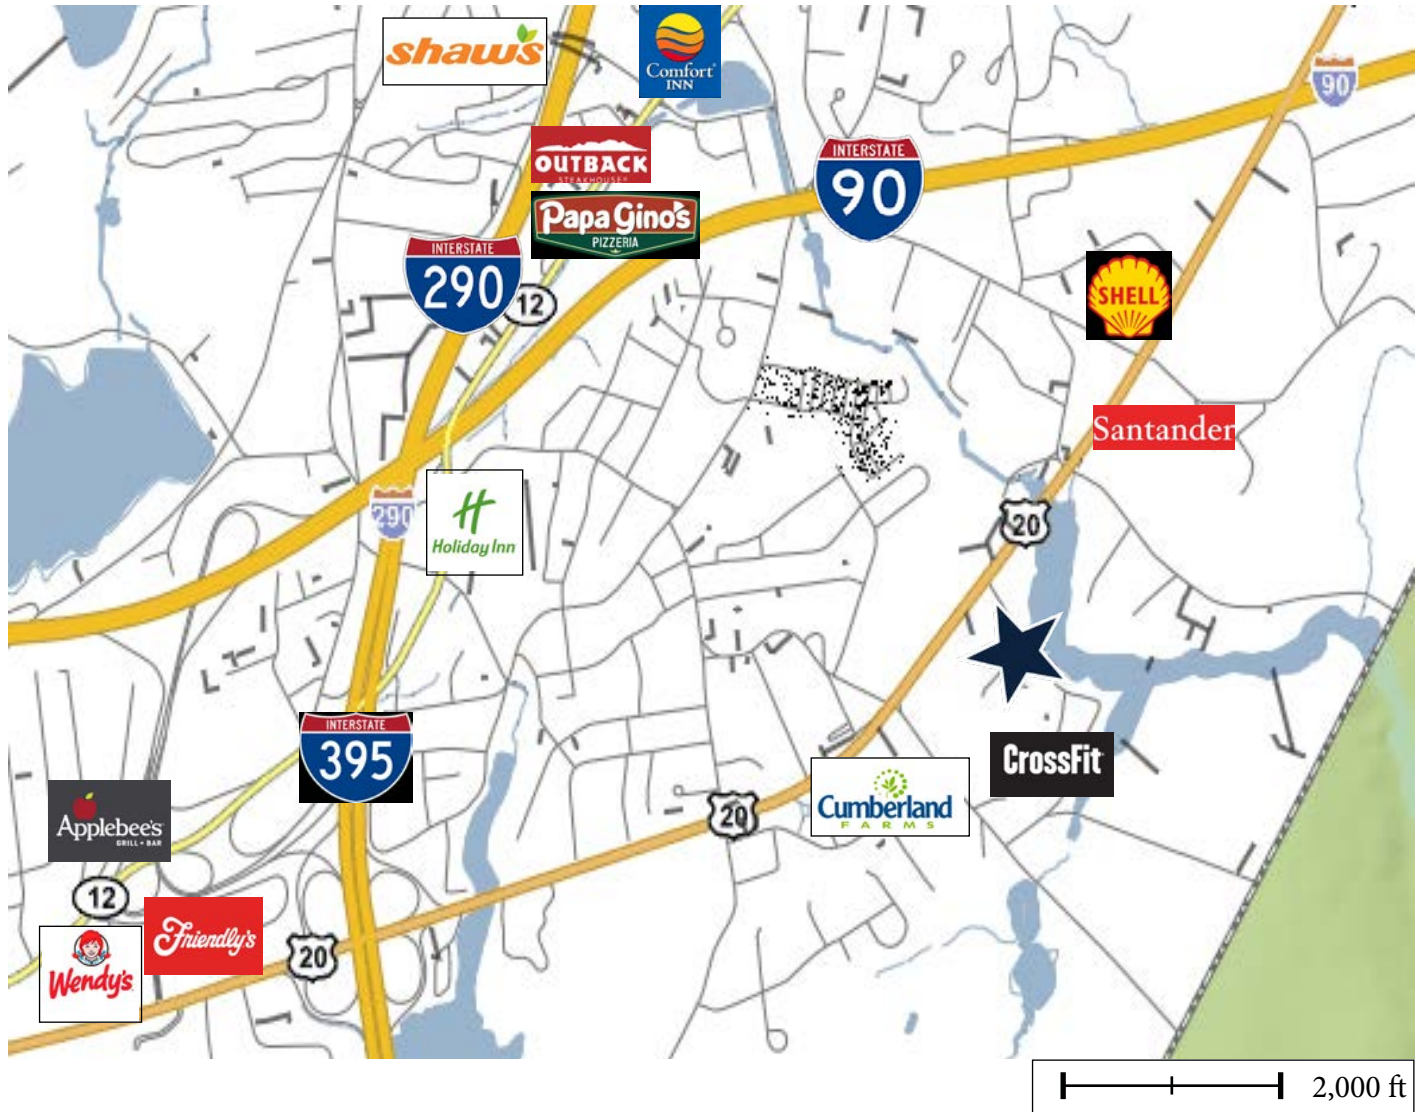 shaw's
Comfort
INN
90
OUTBACK
STEAKHOUSE
INTERSTATE
90
Papa Gino's
PIZZERIA
INTERSTATE
290
12
SHELL
Santander
290
Holiday Inn
20
INTERSTATE
395
CrossFit
Applebee's
GRILL + BAR
Cumberland
FARMS
20
12
Friendly's
20
Wendy's
2,000 ft